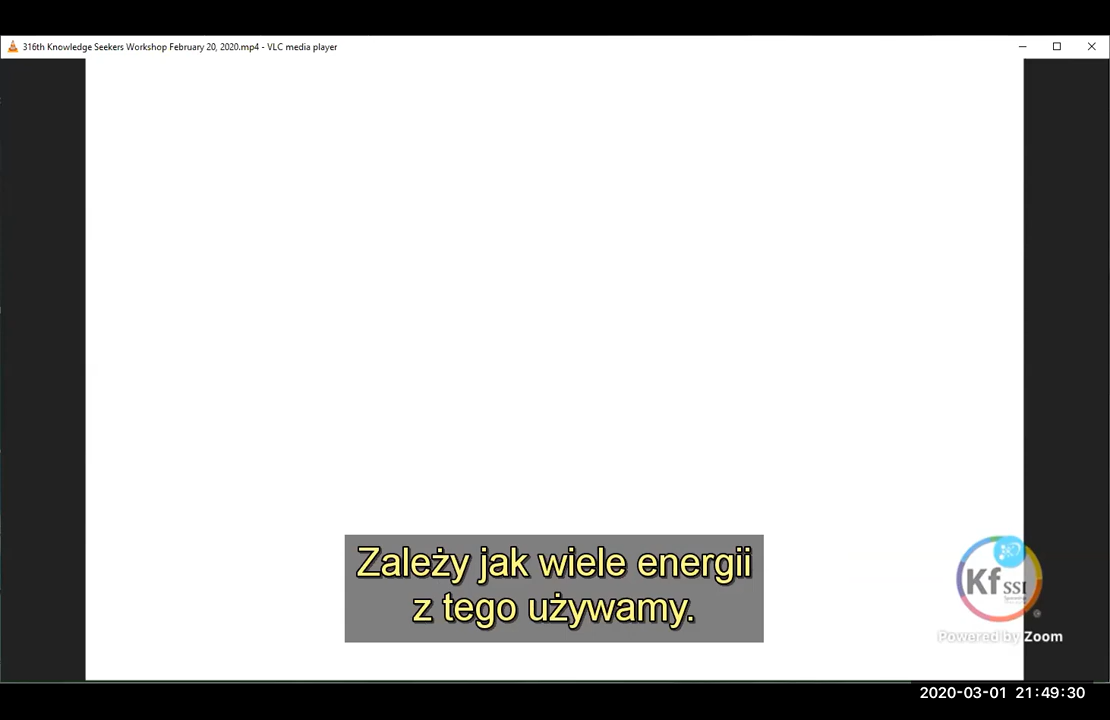 316th Knowledge Seekers Workshop February 20, 2020.mp4 - VLC media player
Zależy jak wiele energii
z tego używamy.
Kf SSI
Powered by Zoom
2020-03-01 21:49:30